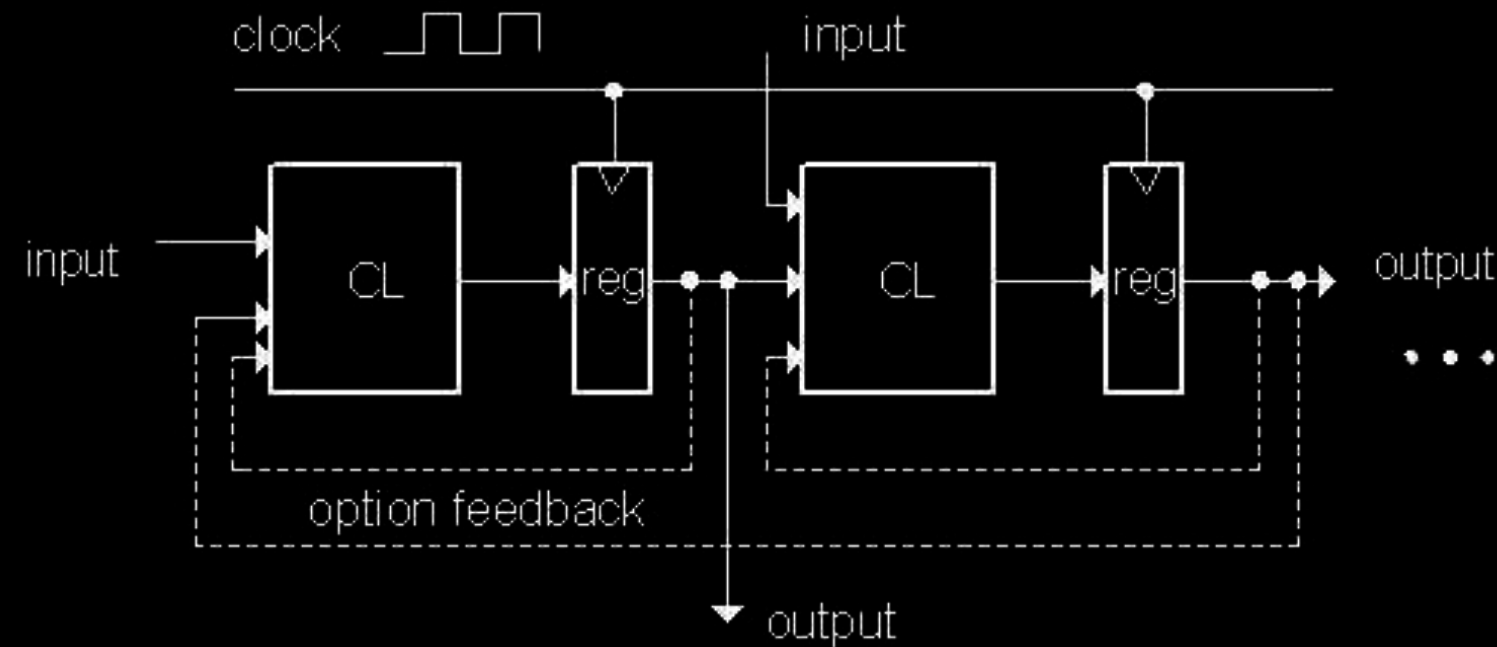 clock
input
input
CL
reg
CL
reg
output
option feedback
output